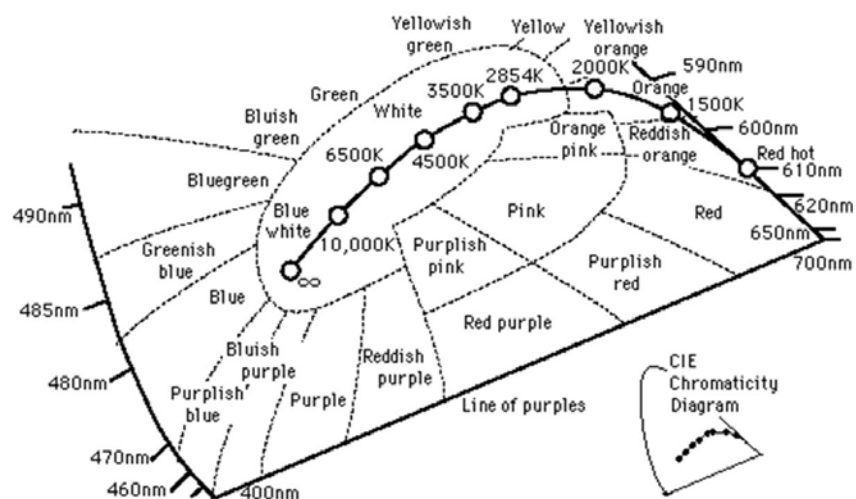 Yellowish
green
Yellow
Yellowish
orange
2000K
590nm
Green
3500K
2854K
Orange
1500K
White
Bluish
green
Orange
pink
Reddish
orange
600nm
6500K
4500K
Red hot
610nm
Bluegreen
620nm
490nm
Blue
white
Pink
Red
650nm
700nm
Greenish
blue
10,000K
Purplish
pink
Purplish
red
∞
Blue
485nm
Red purple
Bluish
purple
Reddish
purple
480nm
Purplish
blue
Purple
Line of purples
CIE
Chromaticity
Diagram
470nm
460nm
400nm